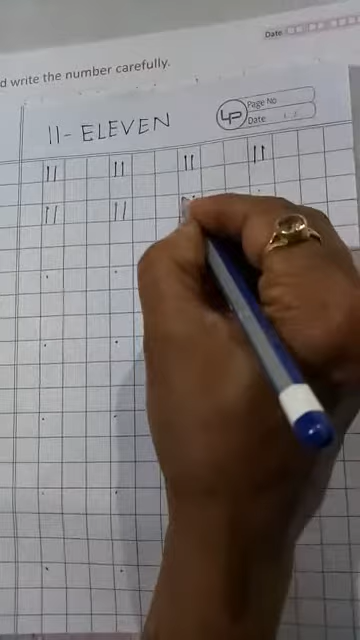 Date
d write the number carefully.
11- ELEVEN
LP
Page No
Date
11 11 11 11
11 11